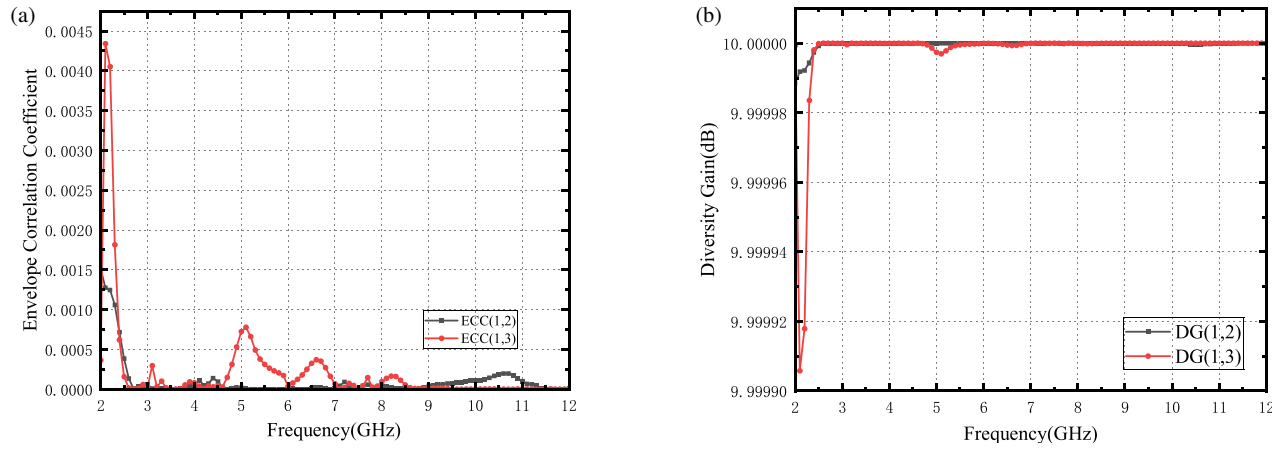 (a)
Envelope Correlation Coefficient
0.0045
0.0040
0.0035
0.0030
0.0025
0.0020
0.0015
0.0010
0.0005
0.0000
2 3 4 5 6 7 8 9 10 11 12
Frequency(GHz)
ECC(1,2)
ECC(1,3)
(b)
Diversity Gain(dB)
10.00000
9.99998
9.99996
9.99994
9.99992
9.99990
2 3 4 5 6 7 8 9 10 11 12
Frequency(GHz)
DG(1,2)
DG(1,3)